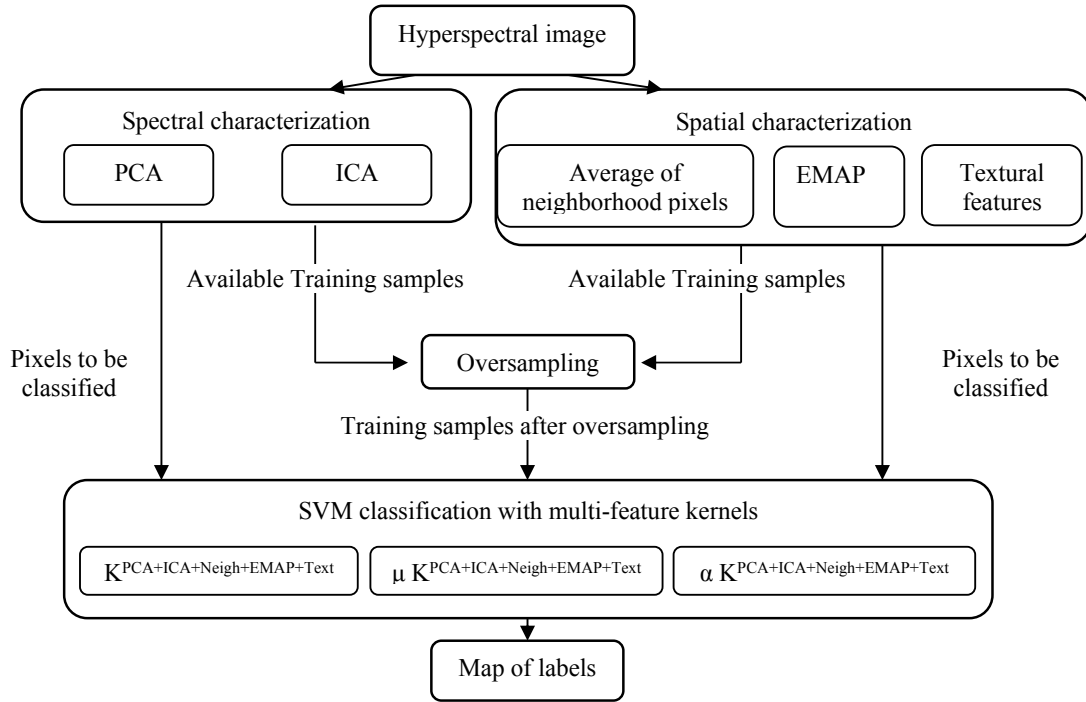 Hyperspectral image
Spectral characterization
PCA
ICA
Spatial characterization
Average of
neighborhood pixels
EMAP
Textural
features
Available Training samples
Available Training samples
Pixels to be
classified
Oversampling
Pixels to be
classified
Training samples after oversampling
SVM classification with multi-feature kernels
K^PCA+ICA+Neigh+EMAP+Text
μ K^PCA+ICA+Neigh+EMAP+Text
α K^PCA+ICA+Neigh+EMAP+Text
Map of labels